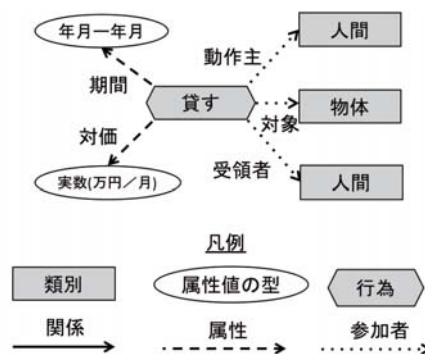 年月ー年月
人間
動作主
期間
貸す
物体
対価
対象
受領者
実数(万円／月)
人間
凡例
類別
属性値の型
行為
関係
属性
参加者